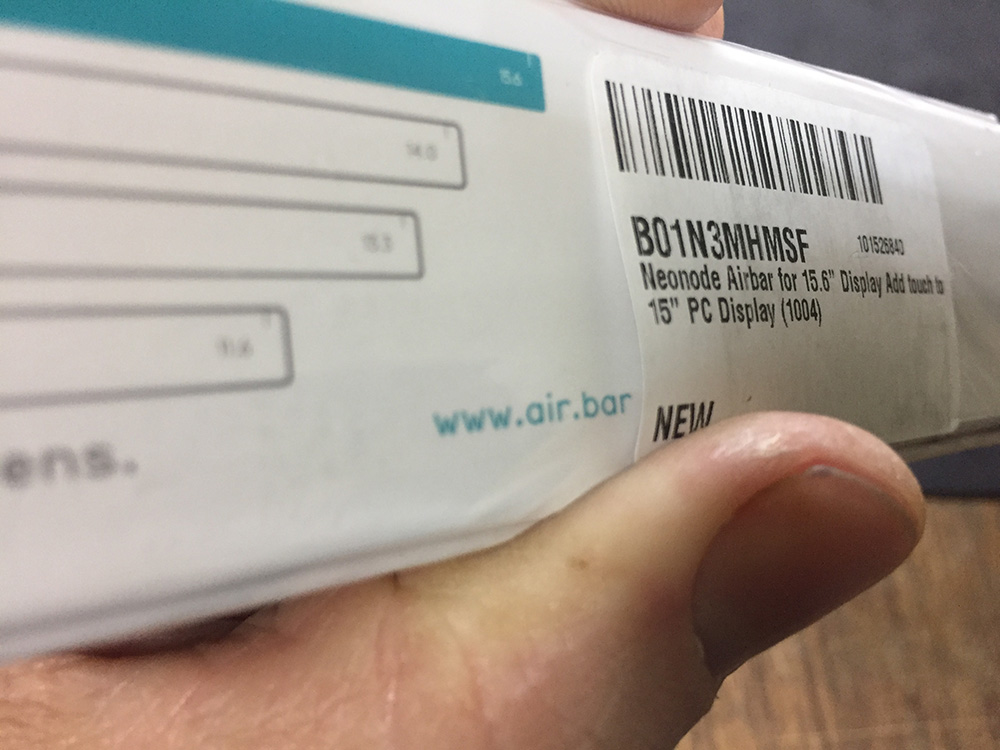 15.6
14.0
13.3
11.6
ens.
www.air.bar
B01N3MHMSF
101526843
Neonode Airbar for 15.6" Display Add touch to
15" PC Display (1004)
NEW